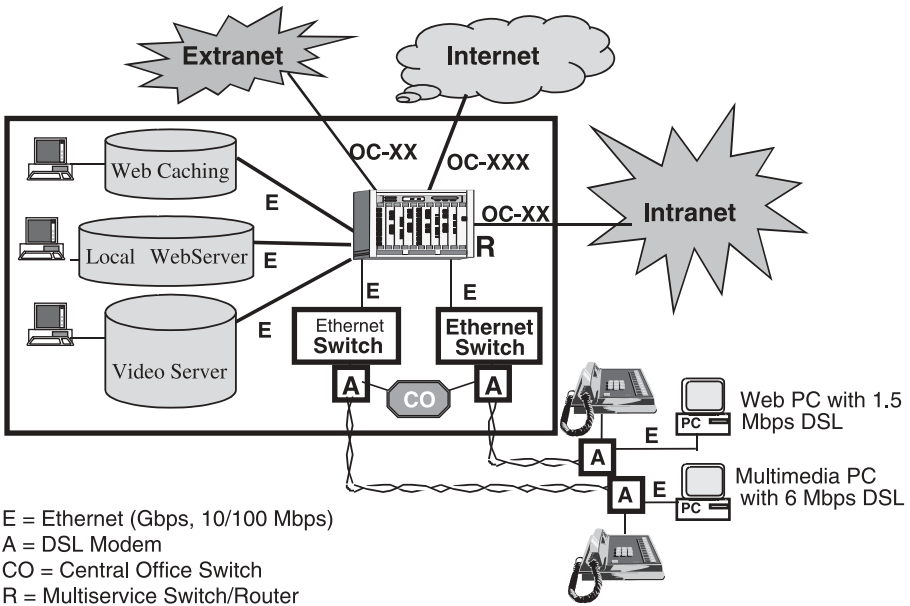 Extranet
Internet
OC-XX
OC-XXX
Web Caching
E
OC-XX
Intranet
R
Local WebServer
E
E
E
E
Ethernet
Switch
Ethernet
Switch
Video Server
A
CO
A
Web PC with 1.5
Mbps DSL
E
PC
A
Multimedia PC
with 6 Mbps DSL
A
E
PC
E = Ethernet (Gbps, 10/100 Mbps)
A = DSL Modem
CO = Central Office Switch
R = Multiservice Switch/Router